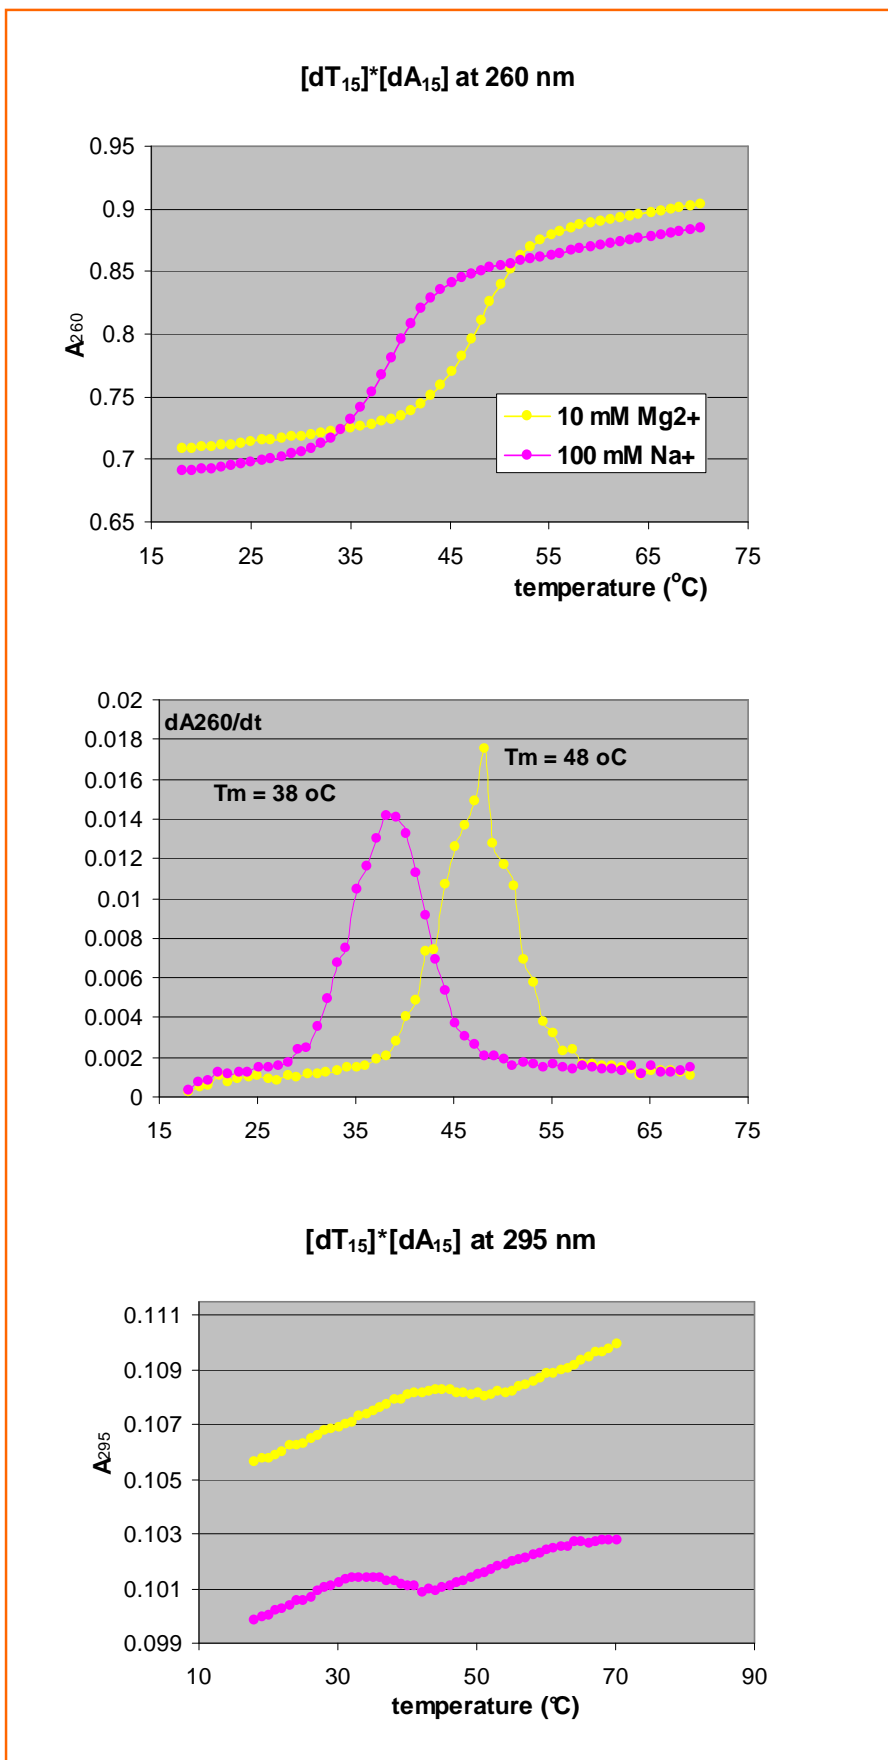 [dT₁₅]*[dA₁₅] at 260 nm
0.95
0.9
0.85
0.8
0.75
0.7
0.65
A260
10 mM Mg2+
100 mM Na+
15 25 35 45 55 65 75
temperature (°C)
0.02
0.018
0.016
0.014
0.012
0.01
0.008
0.006
0.004
0.002
0
dA260/dt
Tm = 48 oC
Tm = 38 oC
15 25 35 45 55 65 75
[dT₁₅]*[dA₁₅] at 295 nm
0.111
0.109
0.107
0.105
0.103
0.101
0.099
A295
10 30 50 70 90
temperature (°C)